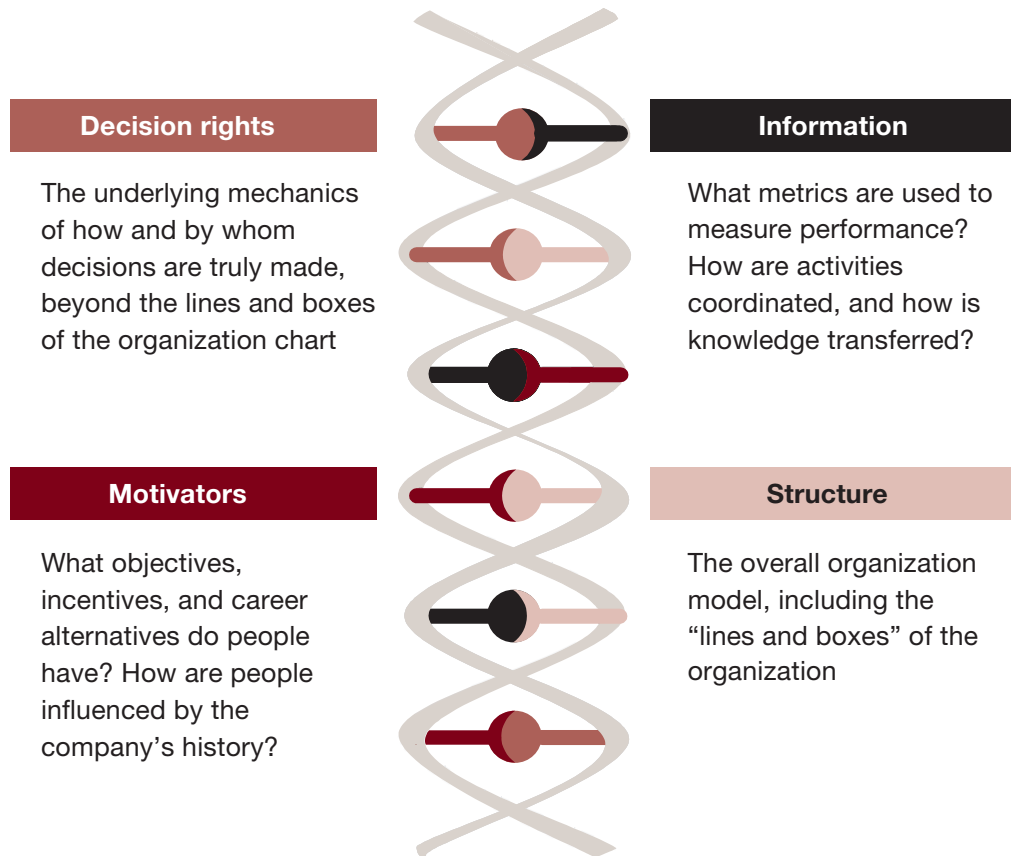 Decision rights
The underlying mechanics
of how and by whom
decisions are truly made,
beyond the lines and boxes
of the organization chart
Information
What metrics are used to
measure performance?
How are activities
coordinated, and how is
knowledge transferred?
Motivators
What objectives,
incentives, and career
alternatives do people
have? How are people
influenced by the
company’s history?
Structure
The overall organization
model, including the
“lines and boxes” of the
organization